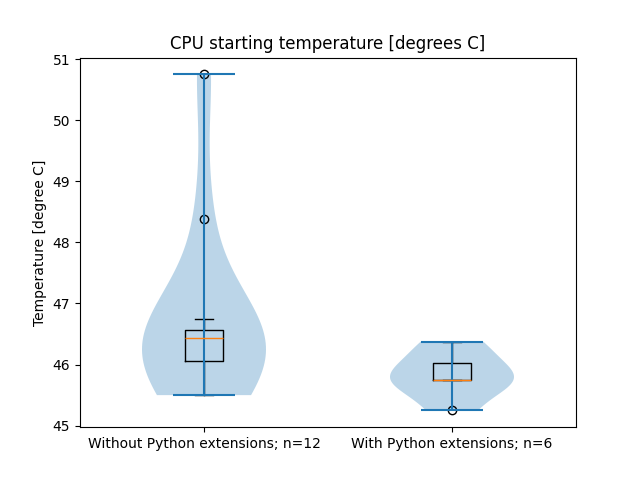 CPU starting temperature [degrees C]
Temperature [degree C]
51
50
49
48
47
46
45
Without Python extensions; n=12
With Python extensions; n=6